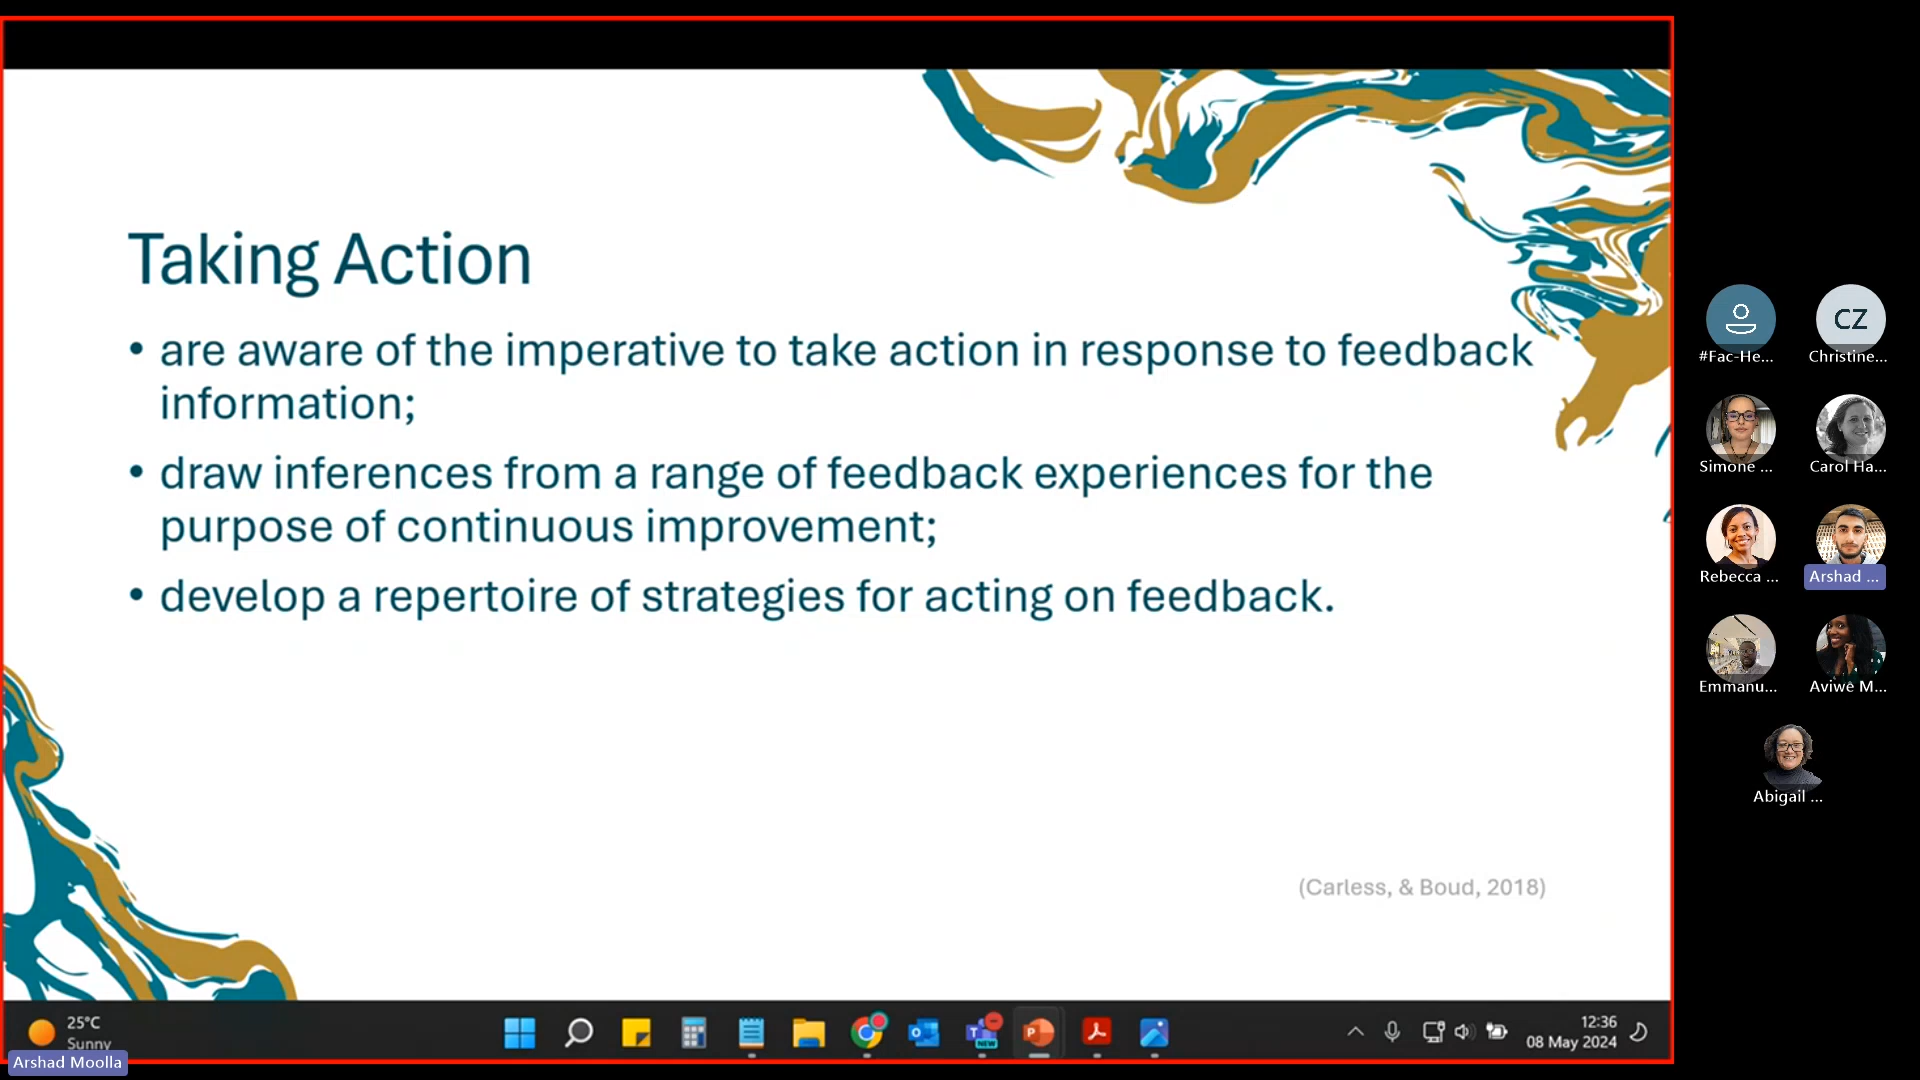 Taking Action
• are aware of the imperative to take action in response to feedback
information;
• draw inferences from a range of feedback experiences for the
purpose of continuous improvement;
• develop a repertoire of strategies for acting on feedback.
(Carless, & Boud, 2018)
#Fac-He...
CZ
Christine...
Simone ...
Carol Ha...
Rebecca ...
Arshad ...
Emmanu...
Aviwe M...
Abigail ...
25°C
Sunny
NEW
12:36
08 May 2024
Arshad Moolla